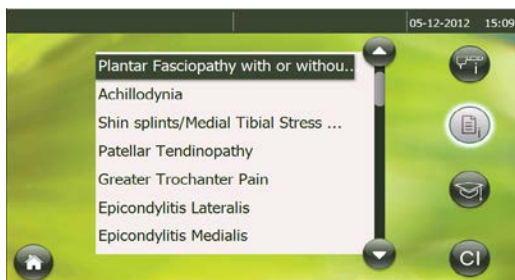 05-12-2012 15:09
Plantar Fasciopathy with or withou..
Achillodynia
Shin splints/Medial Tibial Stress ...
Patellar Tendinopathy
Greater Trochanter Pain
Epicondylitis Lateralis
Epicondylitis Medialis
i
i
CI